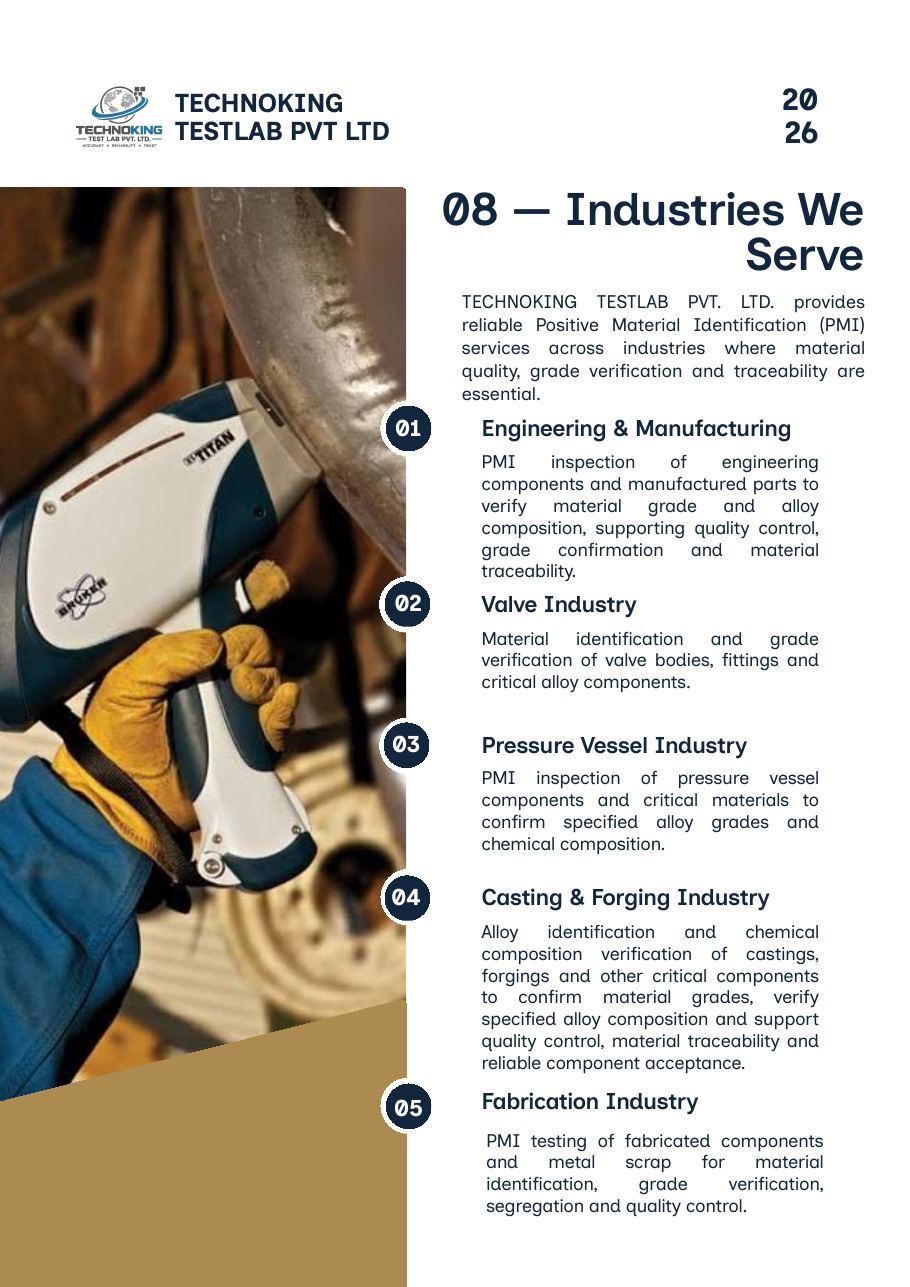 TECHNOKING
TEST LAB PVT. LTD.
ACCURACY • RELIABILITY • TRUST
TECHNOKING
TESTLAB PVT LTD
20
26
08 — Industries We
Serve
TECHNOKING TESTLAB PVT. LTD. provides
reliable Positive Material Identification (PMI)
services across industries where material
quality, grade verification and traceability are
essential.
01
Engineering & Manufacturing
PMI inspection of engineering
components and manufactured parts to
verify material grade and alloy
composition, supporting quality control,
grade confirmation and material
traceability.
02
Valve Industry
Material identification and grade
verification of valve bodies, fittings and
critical alloy components.
03
Pressure Vessel Industry
PMI inspection of pressure vessel
components and critical materials to
confirm specified alloy grades and
chemical composition.
04
Casting & Forging Industry
Alloy identification and chemical
composition verification of castings,
forgings and other critical components
to confirm material grades, verify
specified alloy composition and support
quality control, material traceability and
reliable component acceptance.
05
Fabrication Industry
PMI testing of fabricated components
and metal scrap for material
identification, grade verification,
segregation and quality control.
S1 TITAN
BRUKER